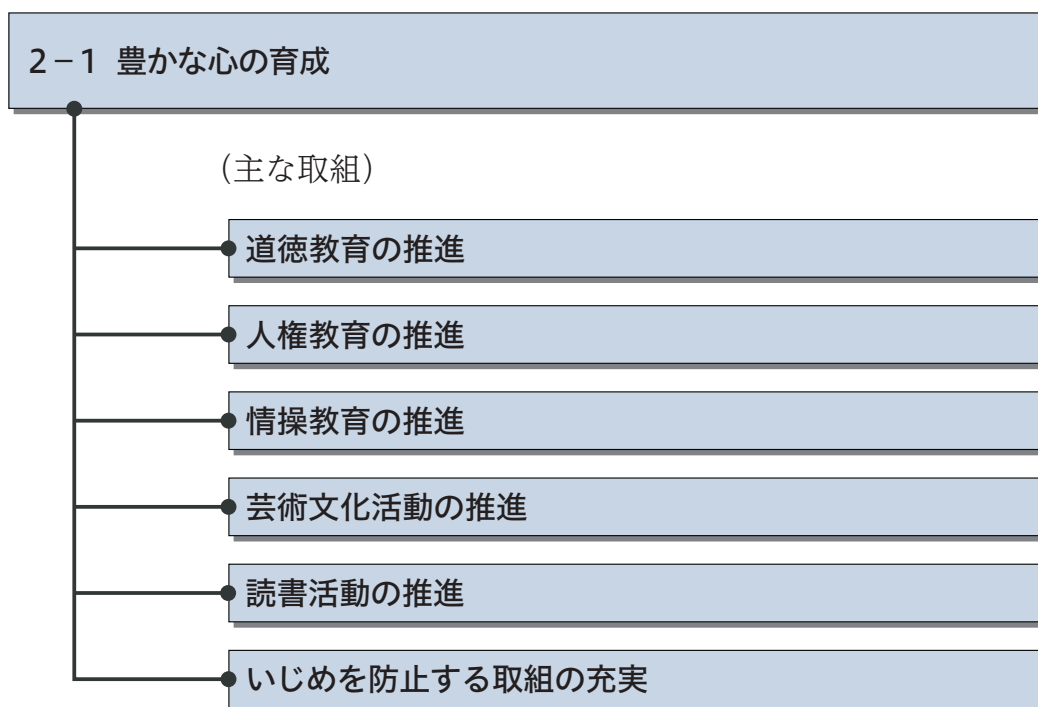 2－1 豊かな心の育成
（主な取組）
道徳教育の推進
人権教育の推進
情操教育の推進
芸術文化活動の推進
読書活動の推進
いじめを防止する取組の充実